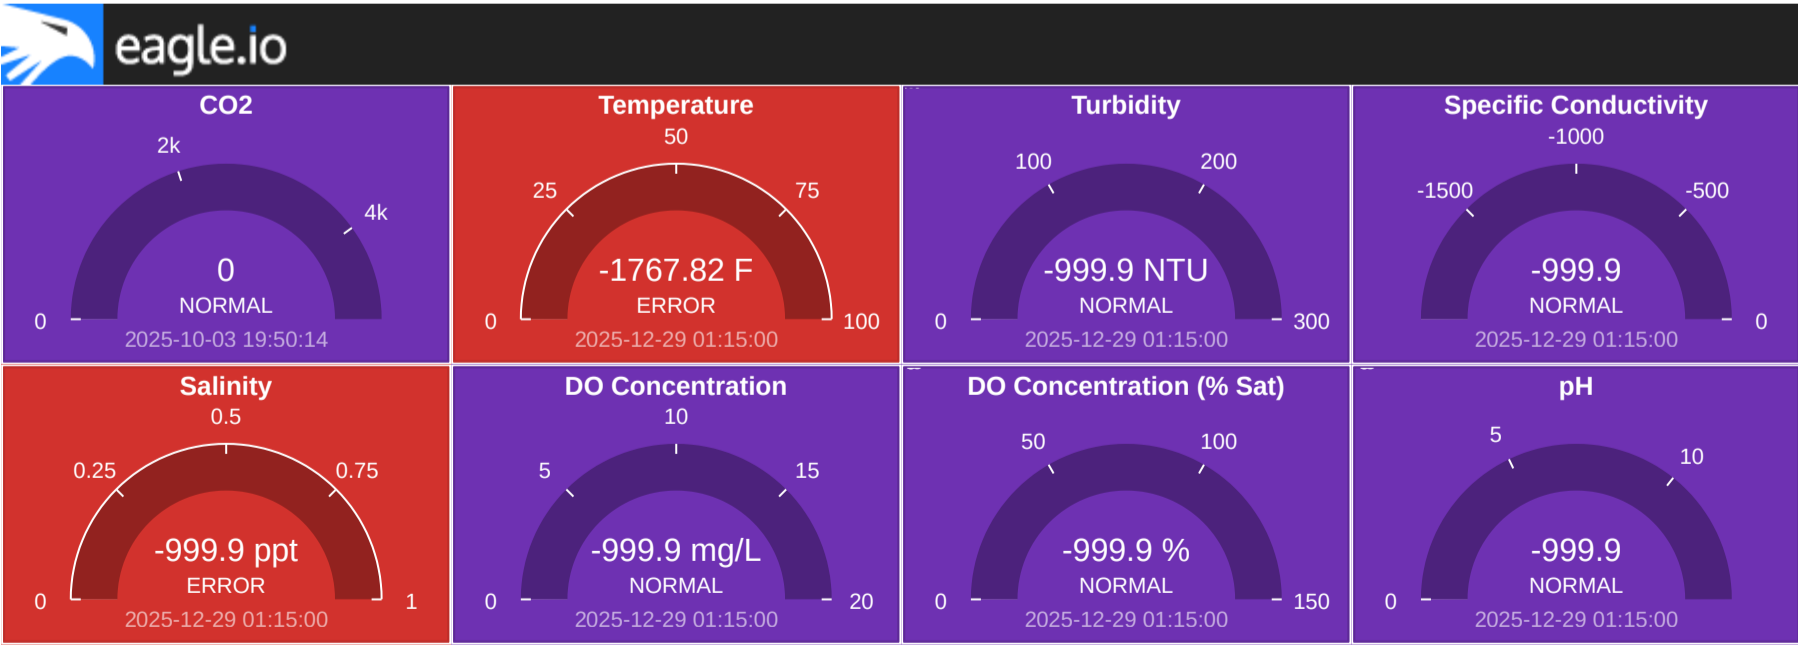 eagle.io
CO2
2k
4k
0
0
NORMAL
2025-10-03 19:50:14
Temperature
50
25
75
-1767.82 F
ERROR
0
100
2025-12-29 01:15:00
Turbidity
100
200
-999.9 NTU
NORMAL
0
300
2025-12-29 01:15:00
Specific Conductivity
-1000
-1500
-500
-999.9
NORMAL
0
2025-12-29 01:15:00
Salinity
0.5
0.25
0.75
-999.9 ppt
ERROR
0
1
2025-12-29 01:15:00
DO Concentration
10
5
15
-999.9 mg/L
NORMAL
0
20
2025-12-29 01:15:00
DO Concentration (% Sat)
50
100
-999.9 %
NORMAL
0
150
2025-12-29 01:15:00
pH
5
10
-999.9
NORMAL
0
2025-12-29 01:15:00